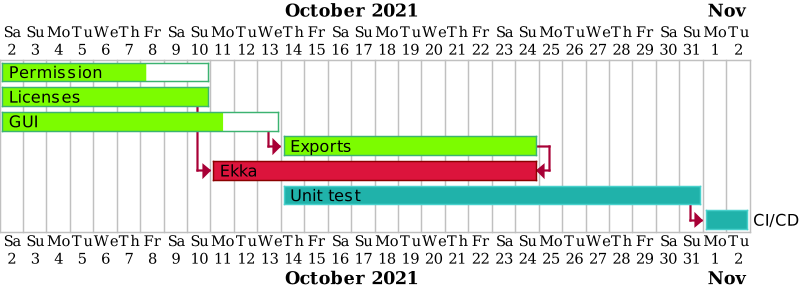 October 2021 Nov
Sa Su Mo Tu We Th Fr Sa Su Mo Tu We Th Fr Sa Su Mo Tu We Th Fr Sa Su Mo Tu We Th Fr Sa Su Mo Tu
2 3 4 5 6 7 8 9 10 11 12 13 14 15 16 17 18 19 20 21 22 23 24 25 26 27 28 29 30 31 1 2
Permission
Licenses
GUI
Exports
Ekka
Unit test
CI/CD
Sa Su Mo Tu We Th Fr Sa Su Mo Tu We Th Fr Sa Su Mo Tu We Th Fr Sa Su Mo Tu We Th Fr Sa Su Mo Tu
2 3 4 5 6 7 8 9 10 11 12 13 14 15 16 17 18 19 20 21 22 23 24 25 26 27 28 29 30 31 1 2
October 2021 Nov